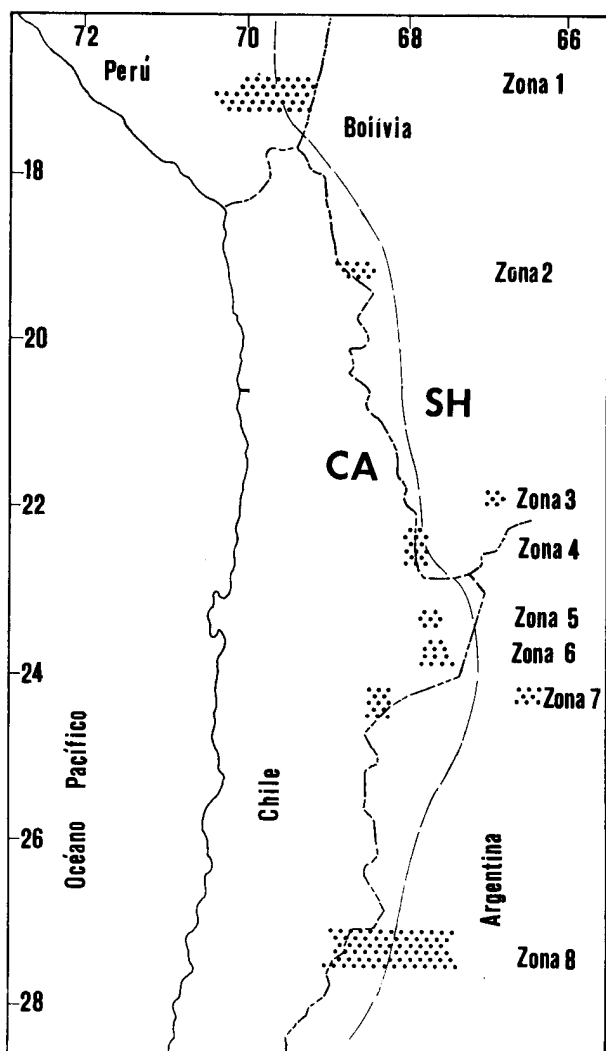 72 70 68 66
Perú
Zona 1
Boiívia
18
Zona 2
20
SH
CA
22
Zona 3
Zona 4
Zona 5
Zona 6
24
Zona 7
Océano Pacífico
Chile
26
Argentina
Zona 8
28